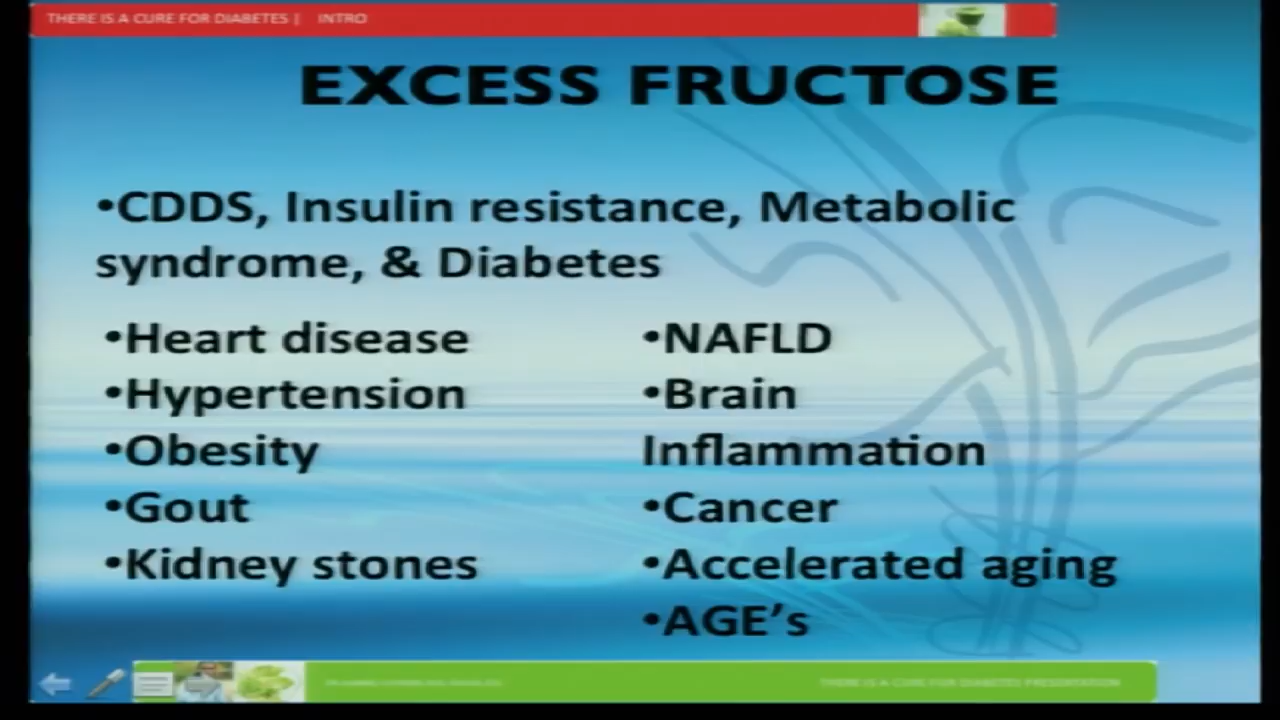 THERE IS A CURE FOR DIABETES | INTRO
EXCESS FRUCTOSE
•CDDS, Insulin resistance, Metabolic
syndrome, & Diabetes
•Heart disease
•Hypertension
•Obesity
•Gout
•Kidney stones
•NAFLD
•Brain
Inflammation
•Cancer
•Accelerated aging
•AGE’s
THERE IS A CURE FOR DIABETES PRESENTATION